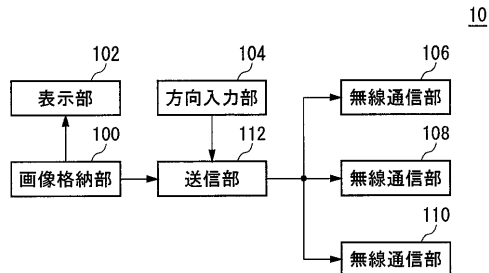 10
102
104
106
表示部
方向入力部
無線通信部
100
112
108
画像格納部
送信部
無線通信部
110
無線通信部